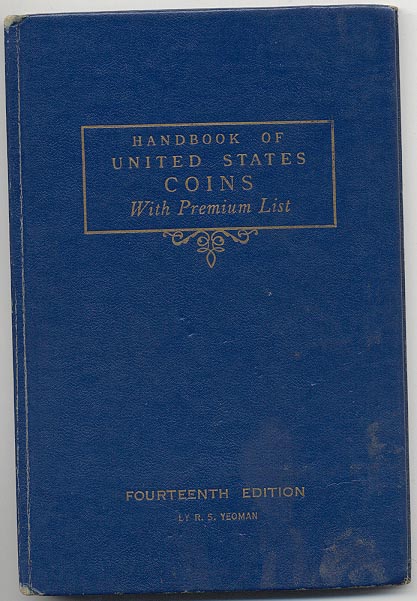 HANDBOOK OF
UNITED STATES
COINS
With Premium List
FOURTEENTH EDITION
BY R. S. YEOMAN